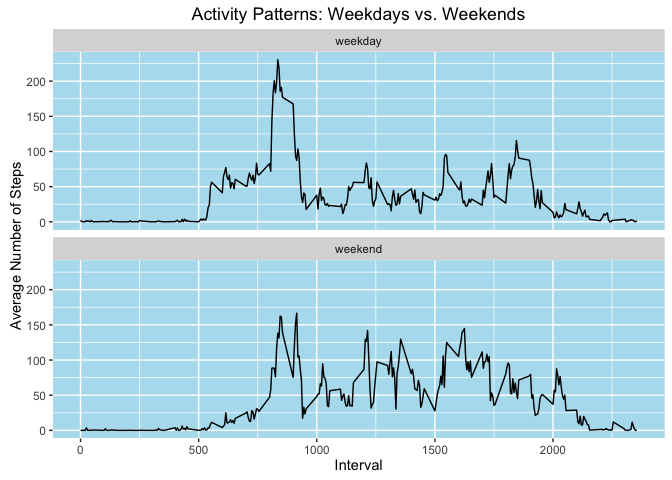 Activity Patterns: Weekdays vs. Weekends
weekday
200
150
100
50
0
Average Number of Steps
weekend
200
150
100
50
0
0 500 1000 1500 2000
Interval